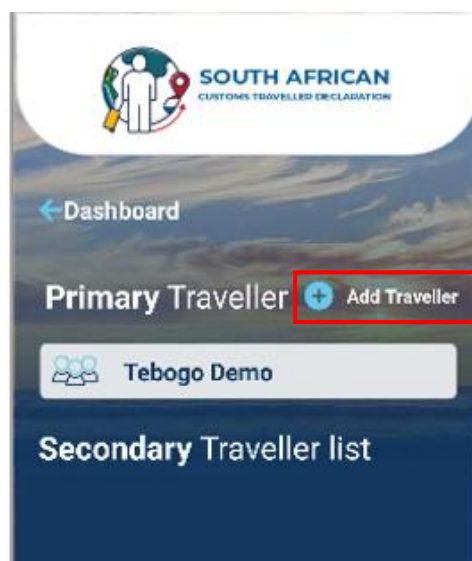 SOUTH AFRICAN
CUSTOMS TRAVELLER DECLARATION
Dashboard
Primary Traveller Add Traveller
Tebogo Demo
Secondary Traveller list